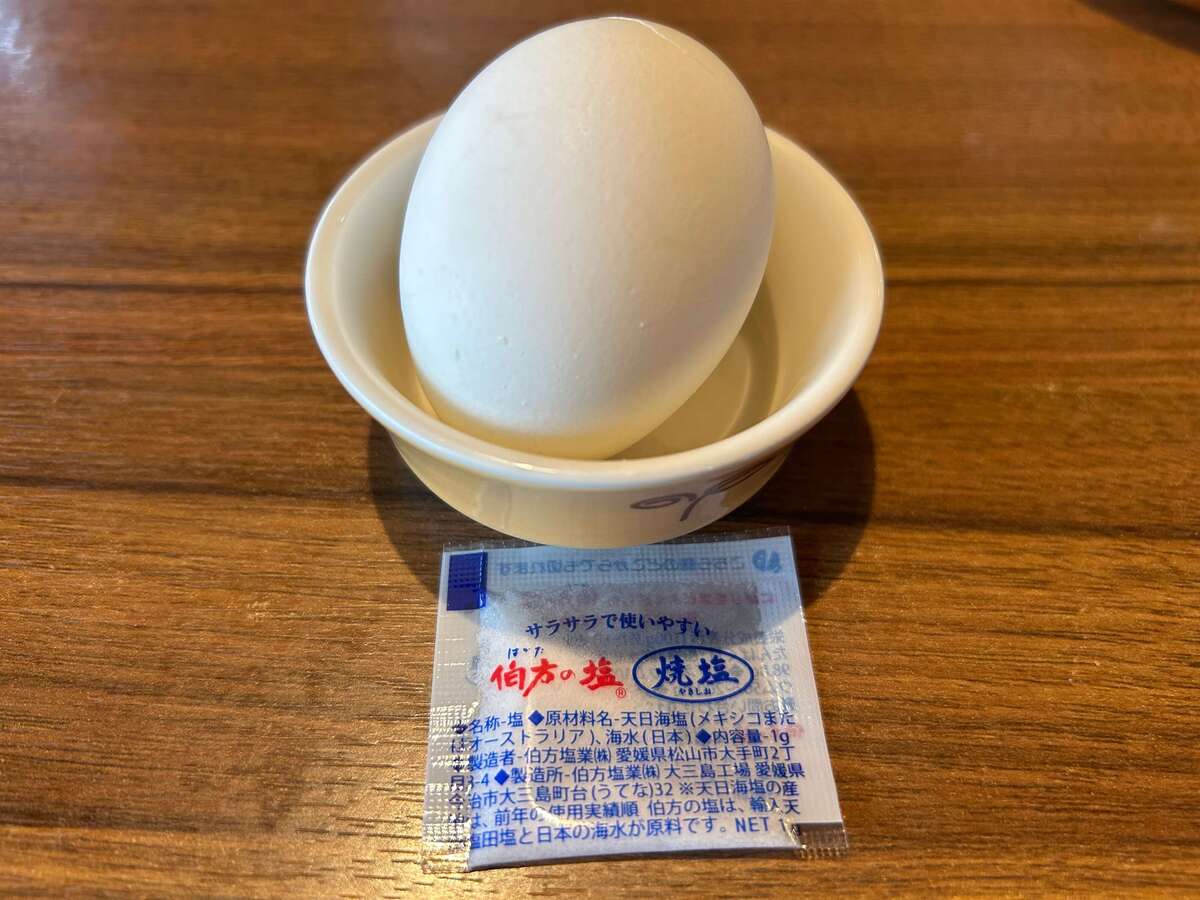 サラサラで使いやすい
はかた
伯方の塩® 焼塩
やきしお
名称-塩 ◆原材料名-天日海塩(メキシコまた
はオーストラリア)、海水(日本) ◆内容量-1g
◆製造者-伯方塩業㈱ 愛媛県松山市大手町2丁
3-4 ◆製造所-伯方塩業㈱ 大三島工場 愛媛県
今治市大三島町台(うてな)32 ※天日海塩の産
は、前年の使用実績順 伯方の塩は、輸入天
塩田塩と日本の海水が原料です。NET